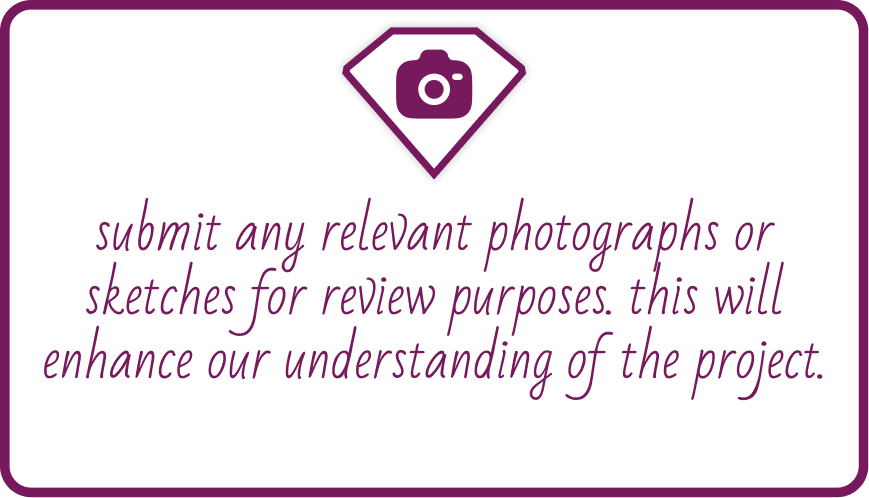 submit any relevant photographs or
sketches for review purposes. this will
enhance our understanding of the project.